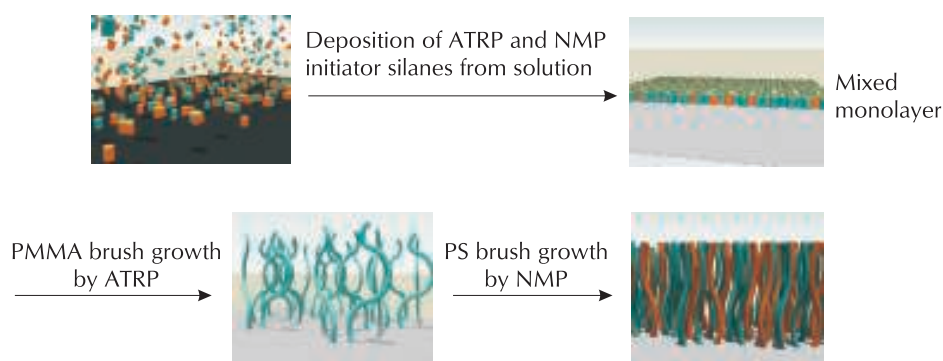 Deposition of ATRP and NMP
initiator silanes from solution
Mixed
monolayer
PMMA brush growth
by ATRP
PS brush growth
by NMP